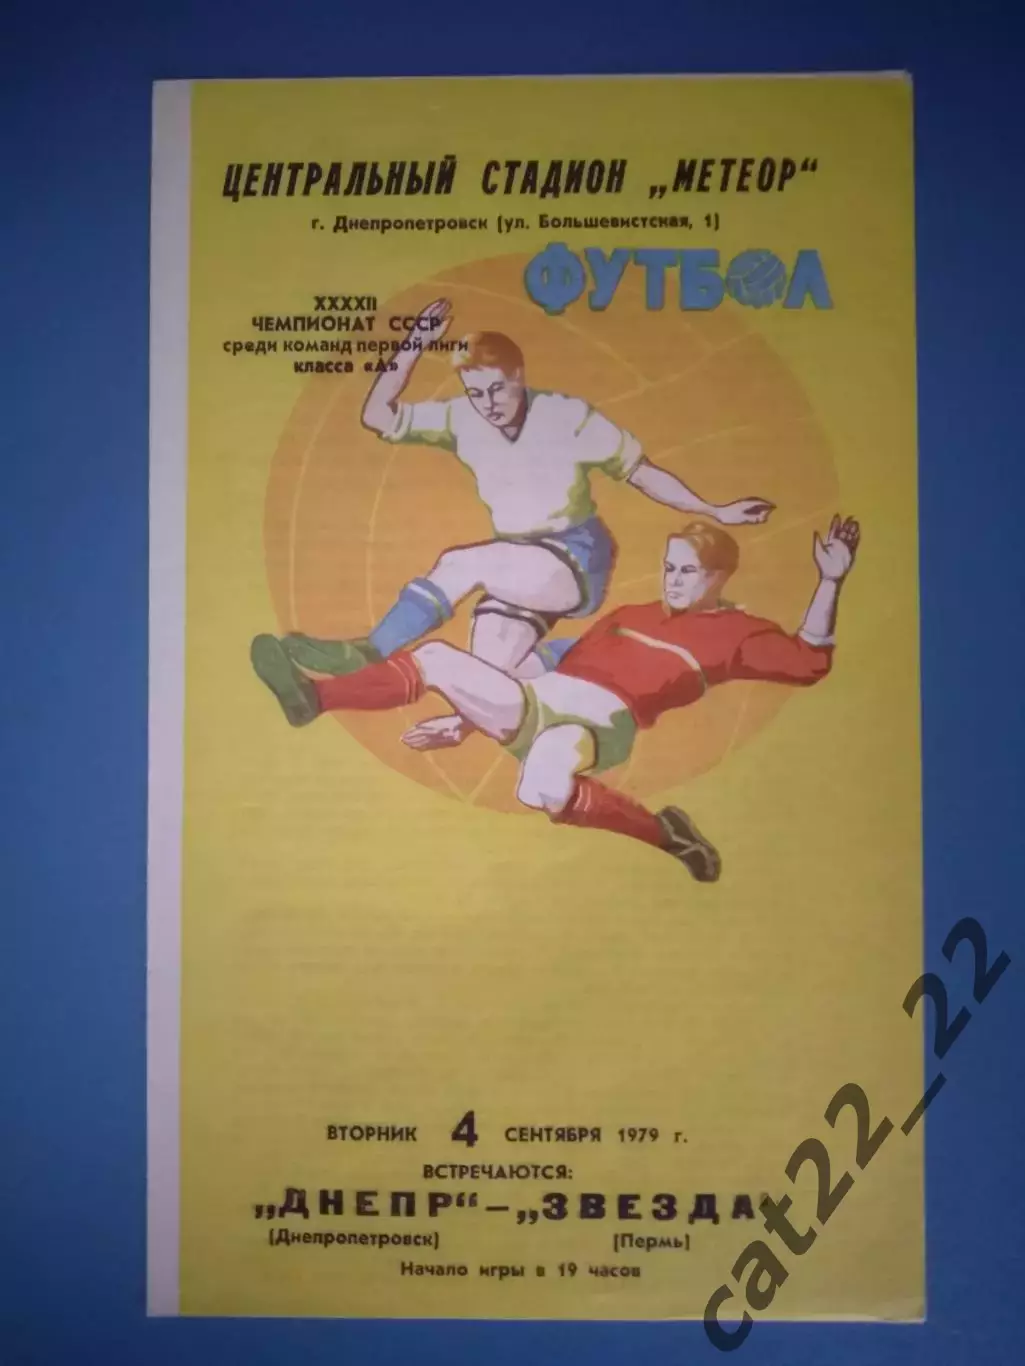 ЦЕНТРАЛЬНЫЙ СТАДИОН „МЕТЕОР“
г. Днепропетровск (ул. Большевистская, 1)
ФУТБОЛ
XXXXII
ЧЕМПИОНАТ СССР
среди команд первой лиги
класса «А»
ВТОРНИК 4 СЕНТЯБРЯ 1979 г.
ВСТРЕЧАЮТСЯ:
„ДНЕПР“ — „ЗВЕЗДА“
(Днепропетровск) (Пермь)
Начало игры в 19 часов
cat22_22